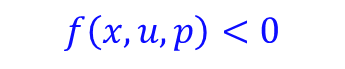 f(x,u,p) < 0